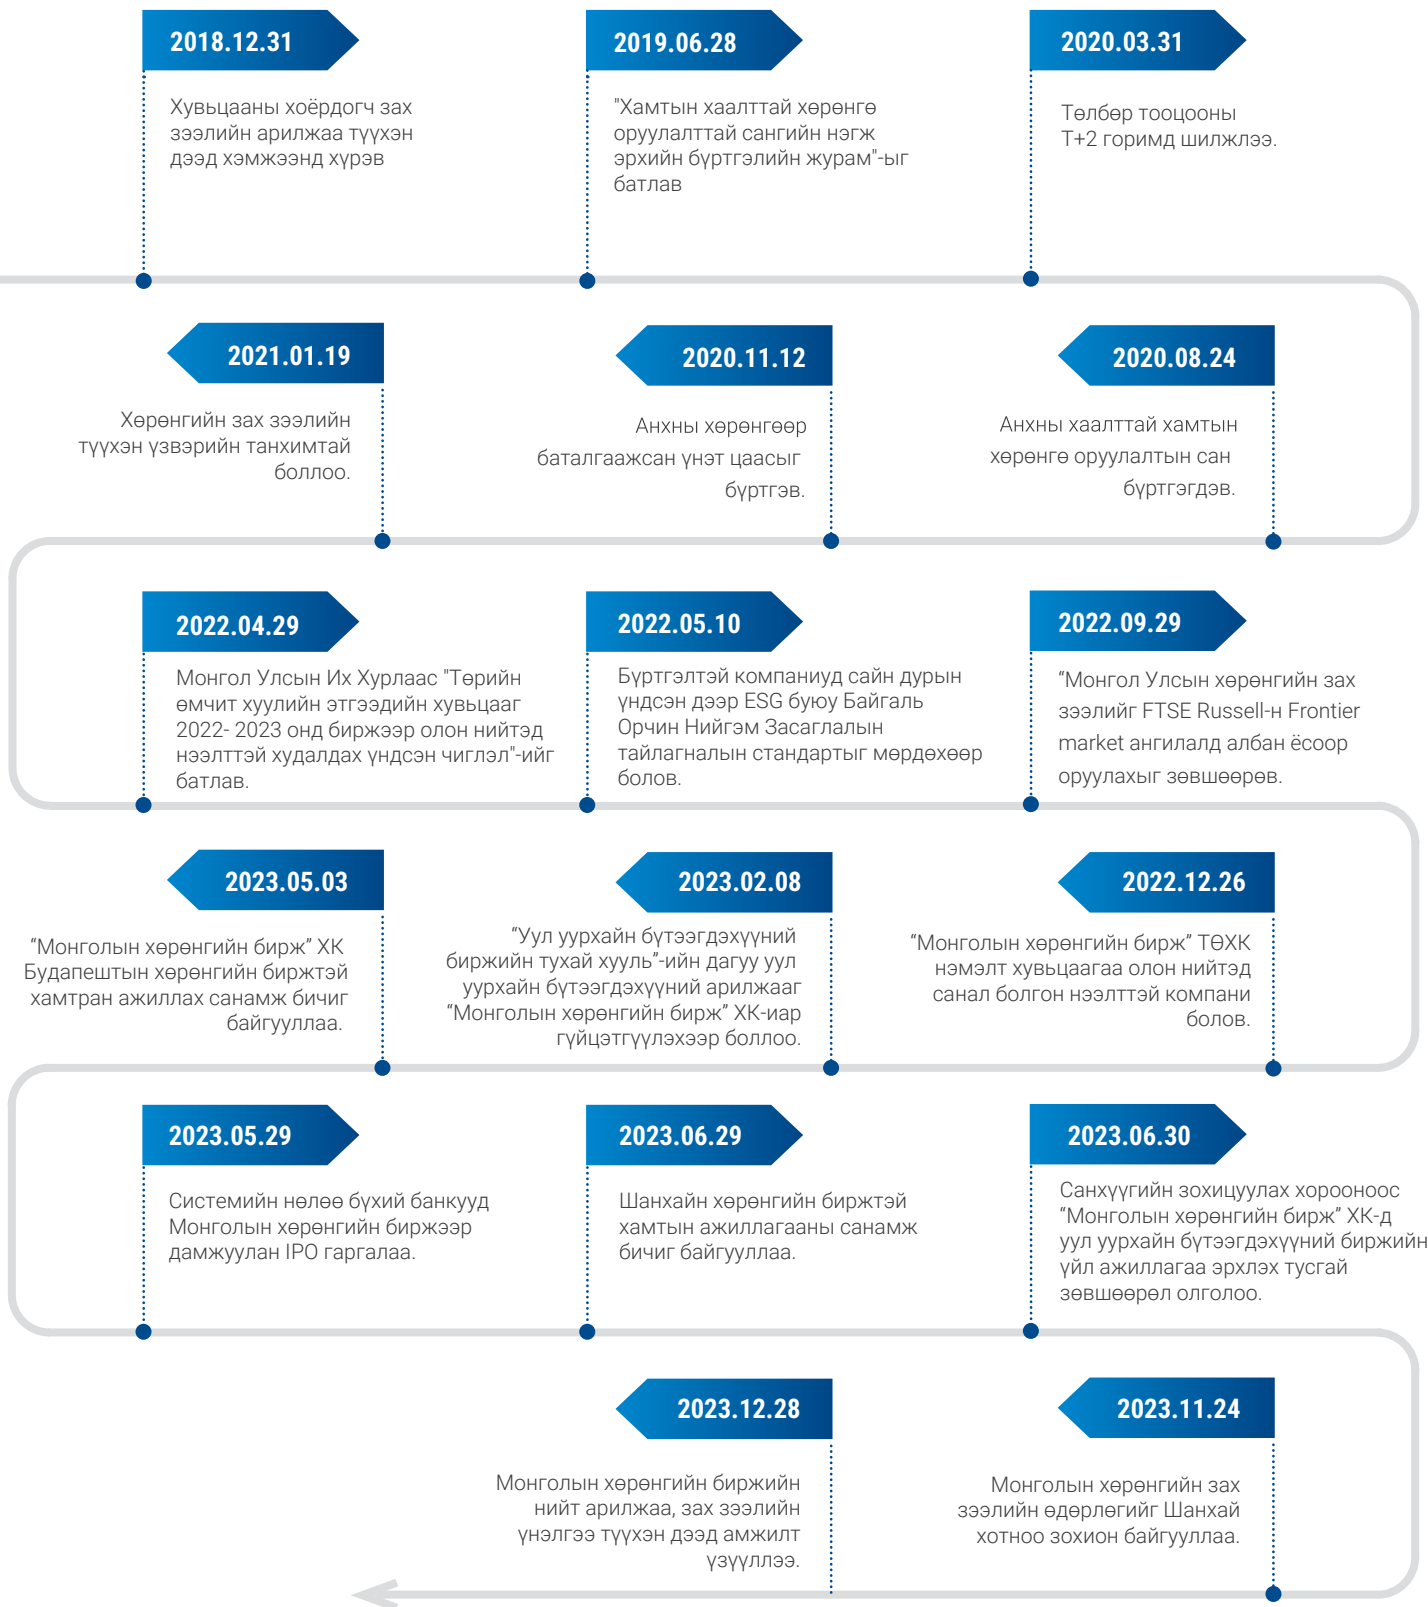 2018.12.31
Хувьцааны хоёрдогч зах
зээлийн арилжаа түүхэн
дээд хэмжээнд хүрэв
2019.06.28
"Хамтын хаалттай хөрөнгө
оруулалттай сангийн нэгж
эрхийн бүртгэлийн журам"-ыг
батлав
2020.03.31
Төлбөр тооцооны
T+2 горимд шилжлээ.
2020.08.24
Анхны хаалттай хамтын
хөрөнгө оруулалтын сан
бүртгэгдэв.
2020.11.12
Анхны хөрөнгөөр
баталгаажсан үнэт цаасыг
бүртгэв.
2021.01.19
Хөрөнгийн зах зээлийн
түүхэн үзвэрийн танхимтай
боллоо.
2022.04.29
Монгол Улсын Их Хурлаас "Төрийн
өмчит хуулийн этгээдийн хувьцааг
2022- 2023 онд биржээр олон нийтэд
нээлттэй худалдах үндсэн чиглэл"-ийг
батлав.
2022.05.10
Бүртгэлтэй компаниуд сайн дурын
үндсэн дээр ESG буюу Байгаль
Орчин Нийгэм Засаглалын
тайлагналын стандартыг мөрдөхөөр
болов.
2022.09.29
“Монгол Улсын хөрөнгийн зах
зээлийг FTSE Russell-н Frontier
market ангилалд албан ёсоор
оруулахыг зөвшөөрөв.
2022.12.26
“Монголын хөрөнгийн бирж” ТӨХК
нэмэлт хувьцаагаа олон нийтэд
санал болгон нээлттэй компани
болов.
2023.02.08
“Уул уурхайн бүтээгдэхүүний
биржийн тухай хууль”-ийн дагуу уул
уурхайн бүтээгдэхүүний арилжааг
“Монголын хөрөнгийн бирж” ХК-иар
гүйцэтгүүлэхээр боллоо.
2023.05.03
“Монголын хөрөнгийн бирж” ХК
Будапештын хөрөнгийн биржтэй
хамтран ажиллах санамж бичиг
байгууллаа.
2023.05.29
Системийн нөлөө бүхий банкууд
Монголын хөрөнгийн биржээр
дамжуулан IPO гаргалаа.
2023.06.29
Шанхайн хөрөнгийн биржтэй
хамтын ажиллагааны санамж
бичиг байгууллаа.
2023.06.30
Санхүүгийн зохицуулах хорооноос
“Монголын хөрөнгийн бирж” ХК-д
уул уурхайн бүтээгдэхүүний биржийн
үйл ажиллагаа эрхлэх тусгай
зөвшөөрөл олголоо.
2023.11.24
Монголын хөрөнгийн зах
зээлийн өдөрлөгийг Шанхай
хотноо зохион байгууллаа.
2023.12.28
Монголын хөрөнгийн биржийн
нийт арилжаа, зах зээлийн
үнэлгээ түүхэн дээд амжилт
үзүүллээ.